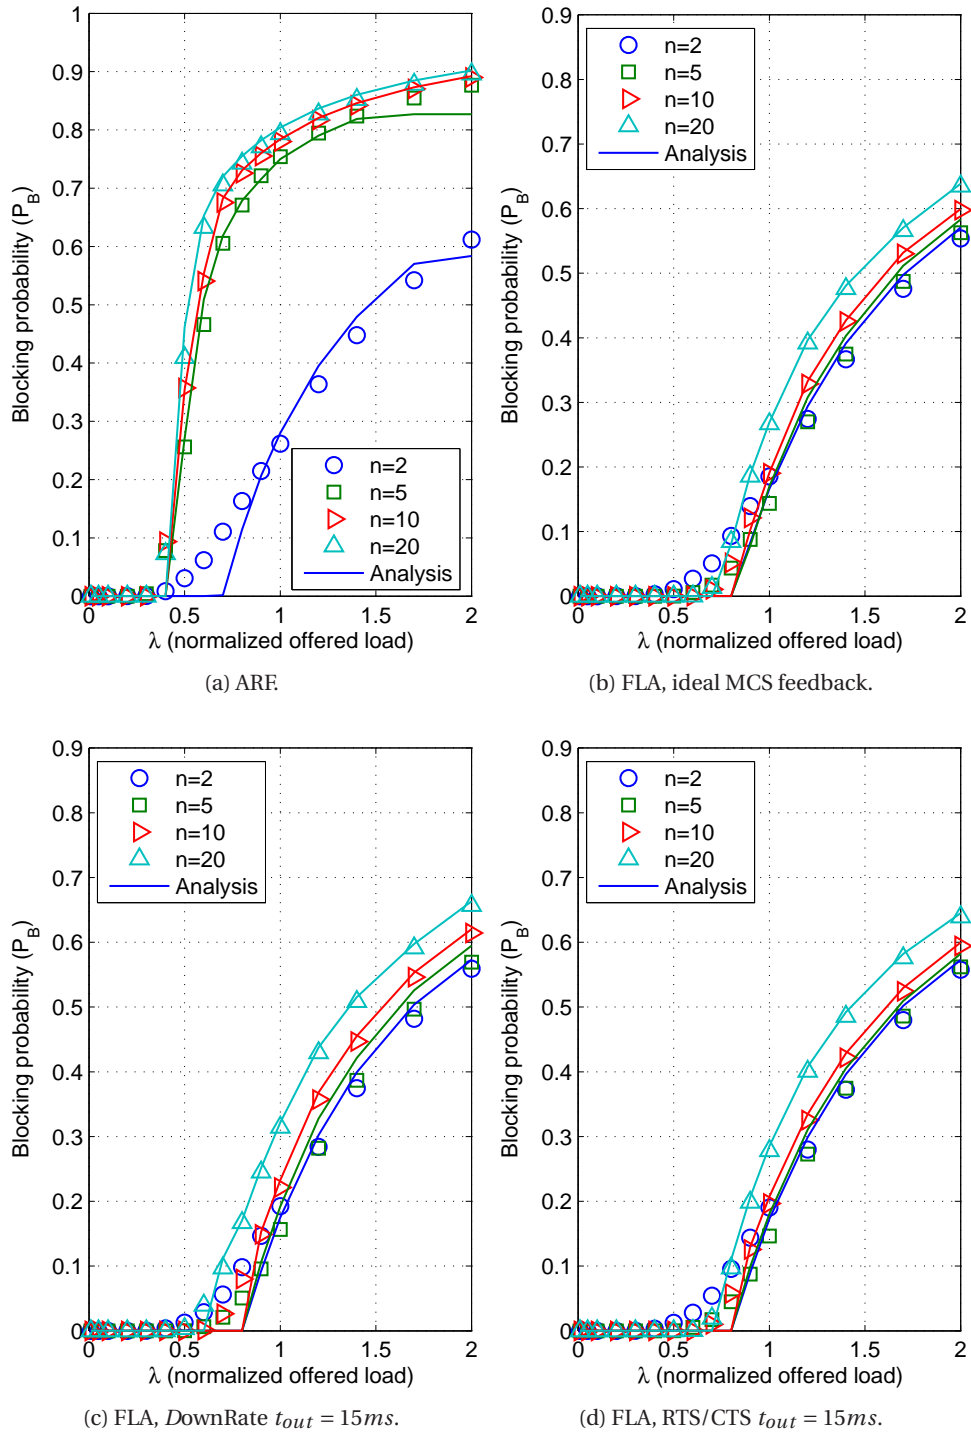 1
0.9
0.8
0.7
0.6
0.5
0.4
0.3
0.2
0.1
0
Blocking probability (P_B)
n=2
n=5
n=10
n=20
Analysis
0 0.5 1 1.5 2
λ (normalized offered load)
(a) ARF.
0.9
0.8
0.7
0.6
0.5
0.4
0.3
0.2
0.1
0
Blocking probability (P_B)
n=2
n=5
n=10
n=20
Analysis
0 0.5 1 1.5 2
λ (normalized offered load)
(b) FLA, ideal MCS feedback.
0.9
0.8
0.7
0.6
0.5
0.4
0.3
0.2
0.1
0
Blocking probability (P_B)
n=2
n=5
n=10
n=20
Analysis
0 0.5 1 1.5 2
λ (normalized offered load)
(c) FLA, DownRate t_out = 15ms.
0.9
0.8
0.7
0.6
0.5
0.4
0.3
0.2
0.1
0
Blocking probability (P_B)
n=2
n=5
n=10
n=20
Analysis
0 0.5 1 1.5 2
λ (normalized offered load)
(d) FLA, RTS/CTS t_out = 15ms.